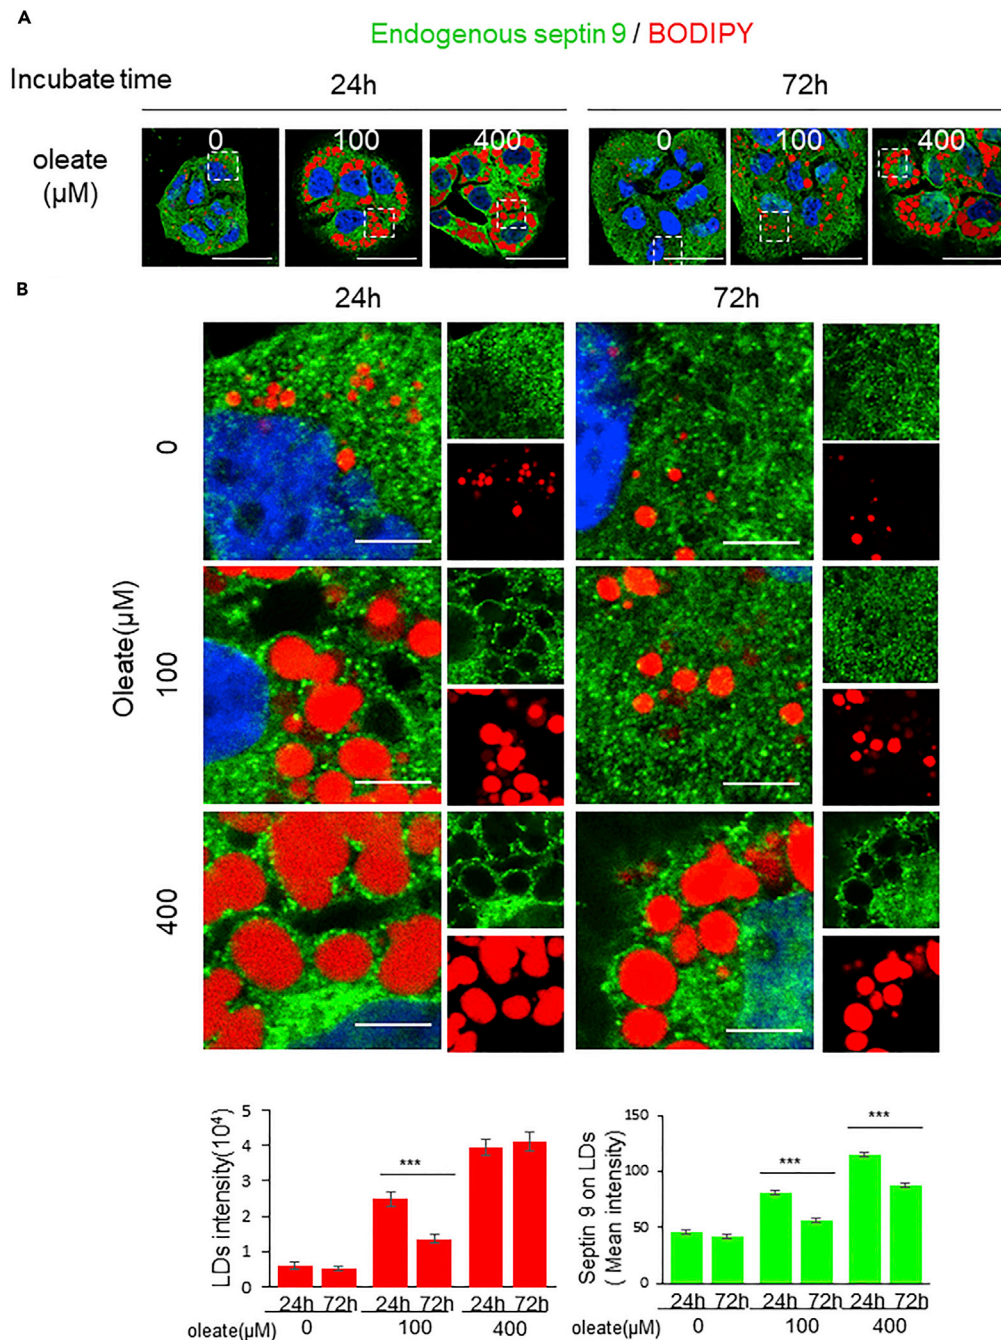 A
Endogenous septin 9 / BODIPY
Incubate time 24h 72h
oleate (µM) 0 100 400 0 100 400
B
24h 72h
Oleate(µM)
0
100
400
LDs intensity(10⁴)
5
4
3
2
1
0
***
24h 72h 24h 72h 24h 72h
oleate(µM) 0 100 400
Septin 9 on LDs
( Mean intensity)
150
100
50
0
***
***
24h 72h 24h 72h 24h 72h
oleate(µM) 0 100 400